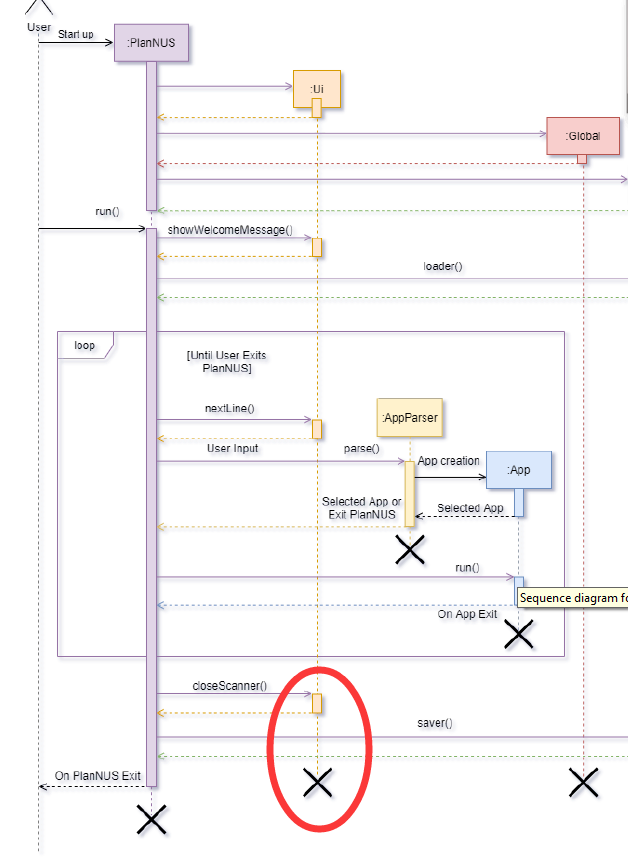 User
Start up
:PlanNUS
:Ui
:Global
run()
showWelcomeMessage()
loader()
loop
[Until User Exits
PlanNUS]
nextLine()
:AppParser
User Input
parse()
App creation
:App
Selected App or
Exit PlanNUS
Selected App
run()
Sequence diagram fo
On App Exit
closeScanner()
saver()
On PlanNUS Exit